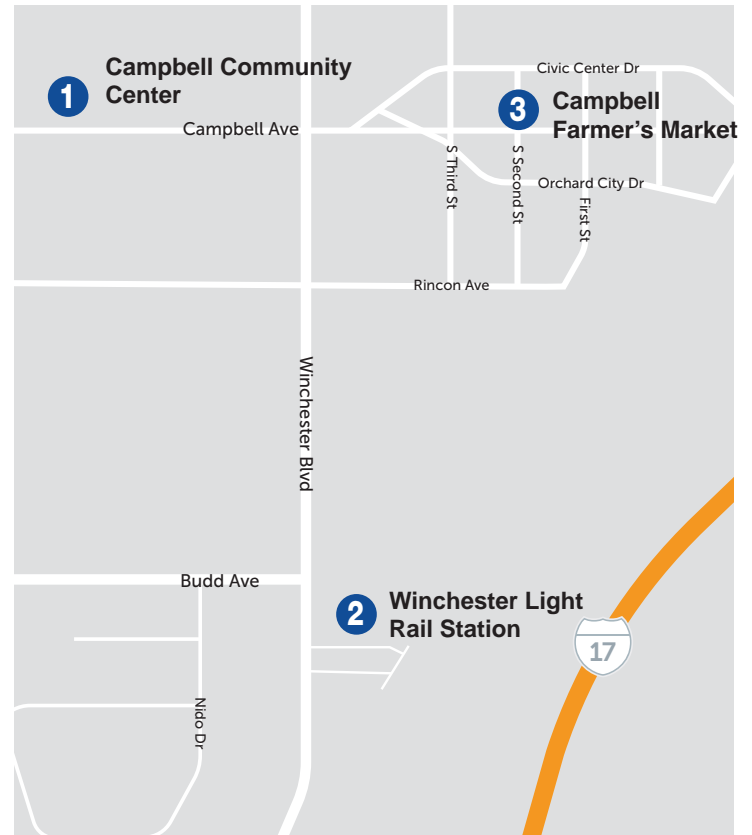 1
Campbell Community
Center
Campbell Ave
Civic Center Dr
3
Campbell
Farmer's Market
S Third St
S Second St
Orchard City Dr
First St
Rincon Ave
Winchester Blvd
Budd Ave
2
Winchester Light
Rail Station
17
Nido Dr